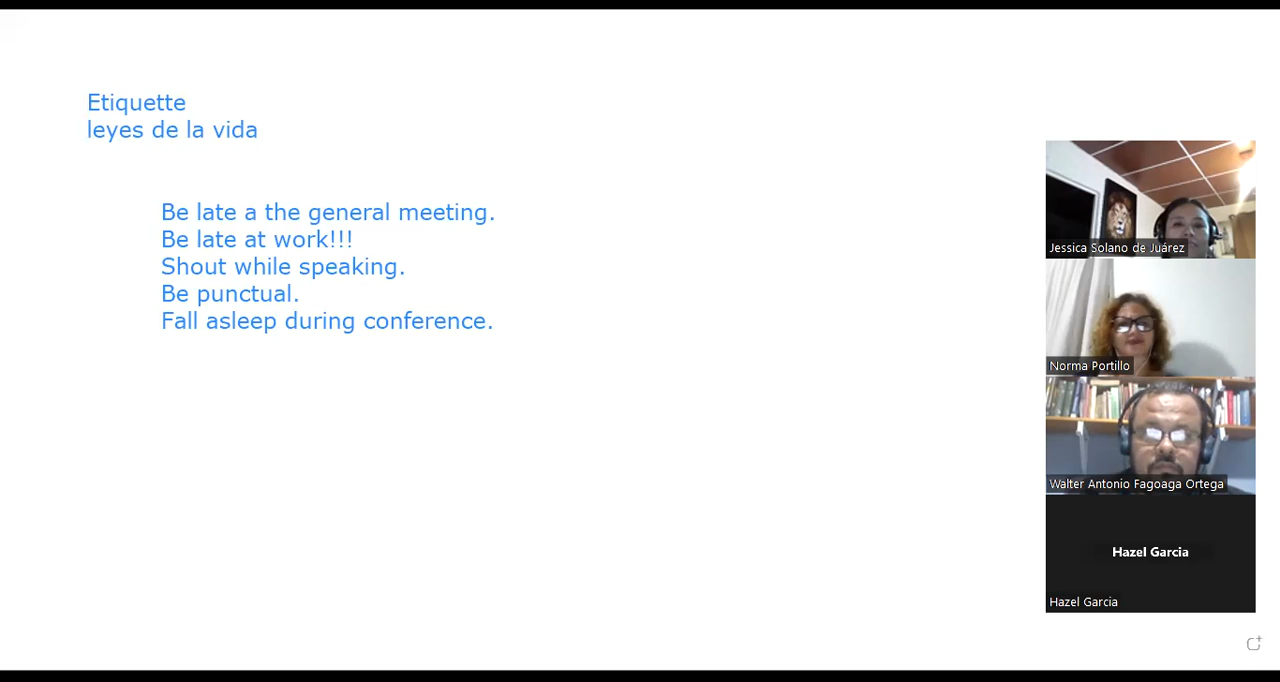 Etiquette
leyes de la vida
Be late a the general meeting.
Be late at work!!!
Shout while speaking.
Be punctual.
Fall asleep during conference.
Jessica Solano de Juárez
Norma Portillo
Walter Antonio Fagoaga Ortega
Hazel Garcia
Hazel Garcia